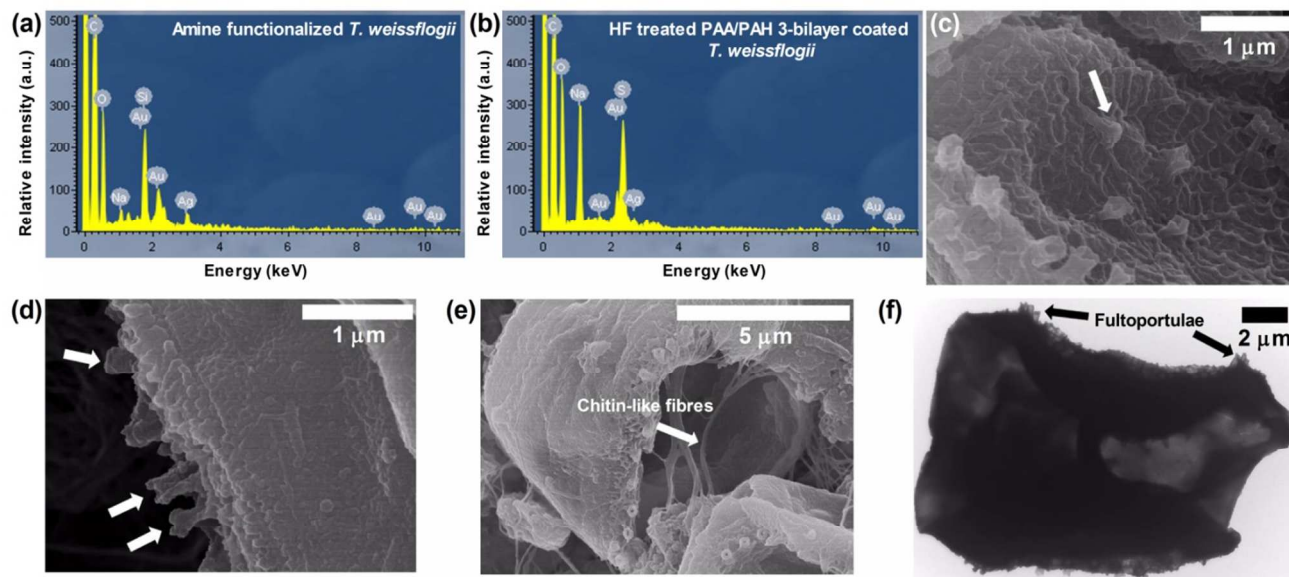 (a)
Relative intensity (a.u.)
500
400
300
200
100
0
Amine functionalized T. weissflogii
C
O
Na
Si
Au
Au
Ag
Au
Au
Au
0 2 4 6 8 10
Energy (keV)
(b)
Relative intensity (a.u.)
500
400
300
200
100
0
HF treated PAA/PAH 3-bilayer coated
T. weissflogii
C
O
Na
Au
S
Au
Ag
Au
Au
Au
0 2 4 6 8 10
Energy (keV)
(c)
1 μm
(d)
1 μm
(e)
5 μm
Chitin-like fibres
(f)
Fultoportulae
2 μm